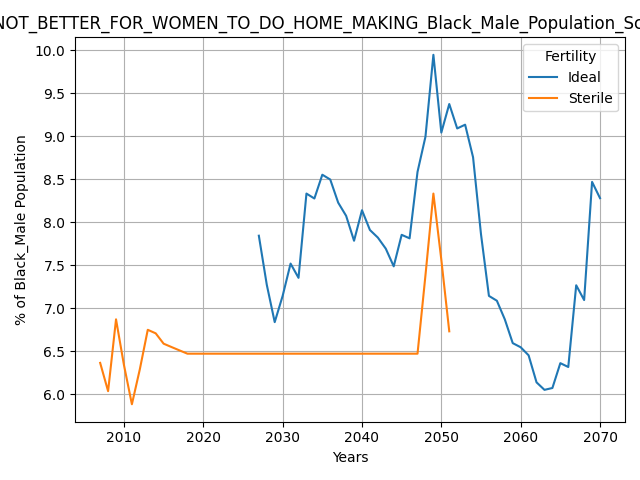 NOT_BETTER_FOR_WOMEN_TO_DO_HOME_MAKING_Black_Male_Population_Sc
10.0
9.5
9.0
8.5
8.0
7.5
7.0
6.5
6.0
% of Black_Male Population
Fertility
Ideal
Sterile
2010 2020 2030 2040 2050 2060 2070
Years